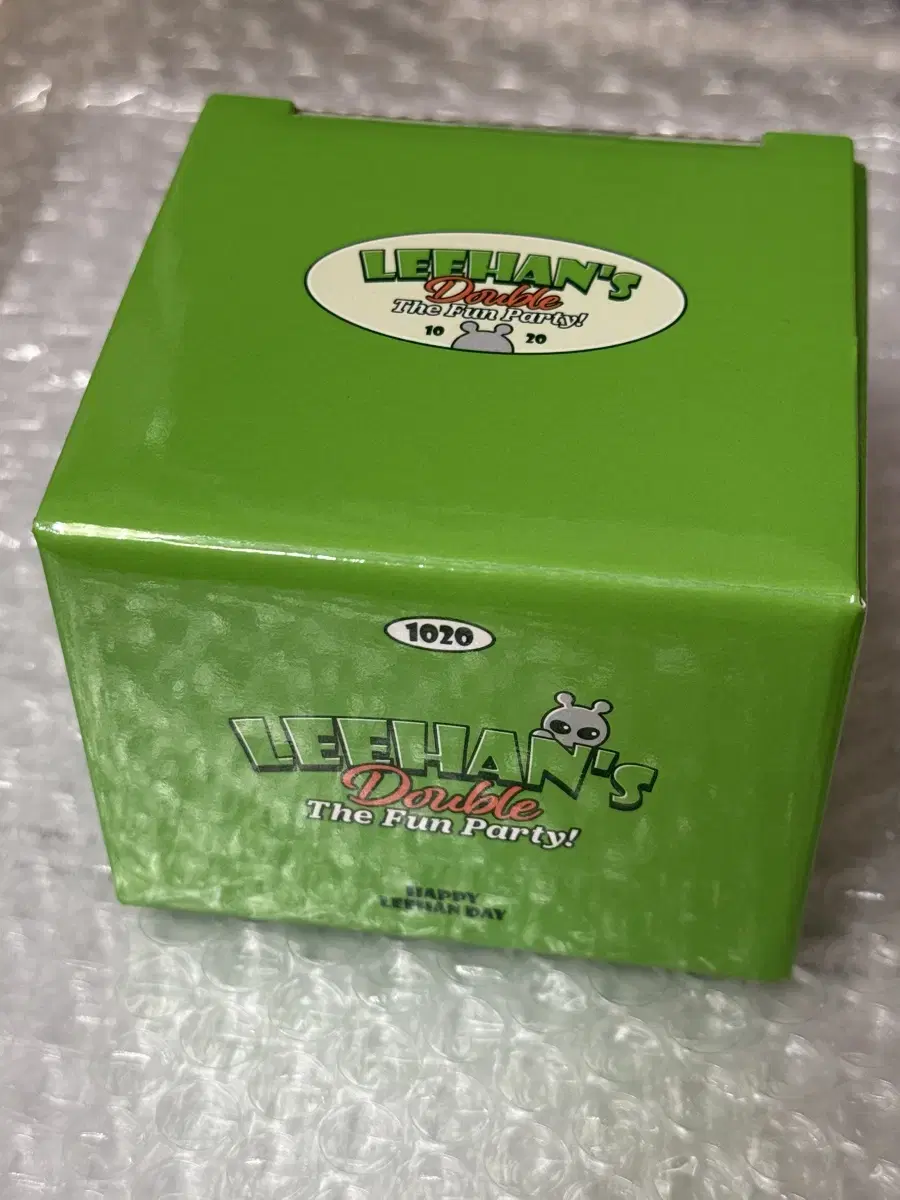 LEEHAN'S
Double
The Fun Party!
10 20
1020
LEEHAN'S
Double
The Fun Party!
HAPPY
LEEHAN DAY